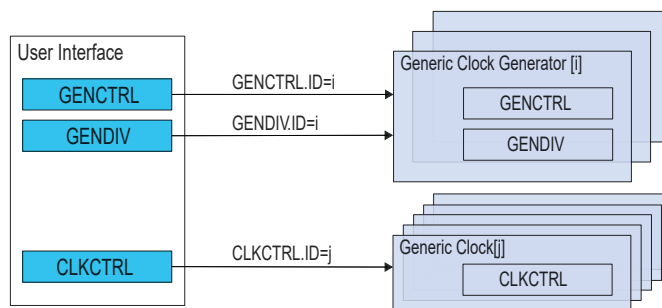 User Interface
GENCTRL
GENDIV
CLKCTRL
GENCTRL.ID=i
GENDIV.ID=i
CLKCTRL.ID=j
Generic Clock Generator [i]
GENCTRL
GENDIV
Generic Clock[j]
CLKCTRL